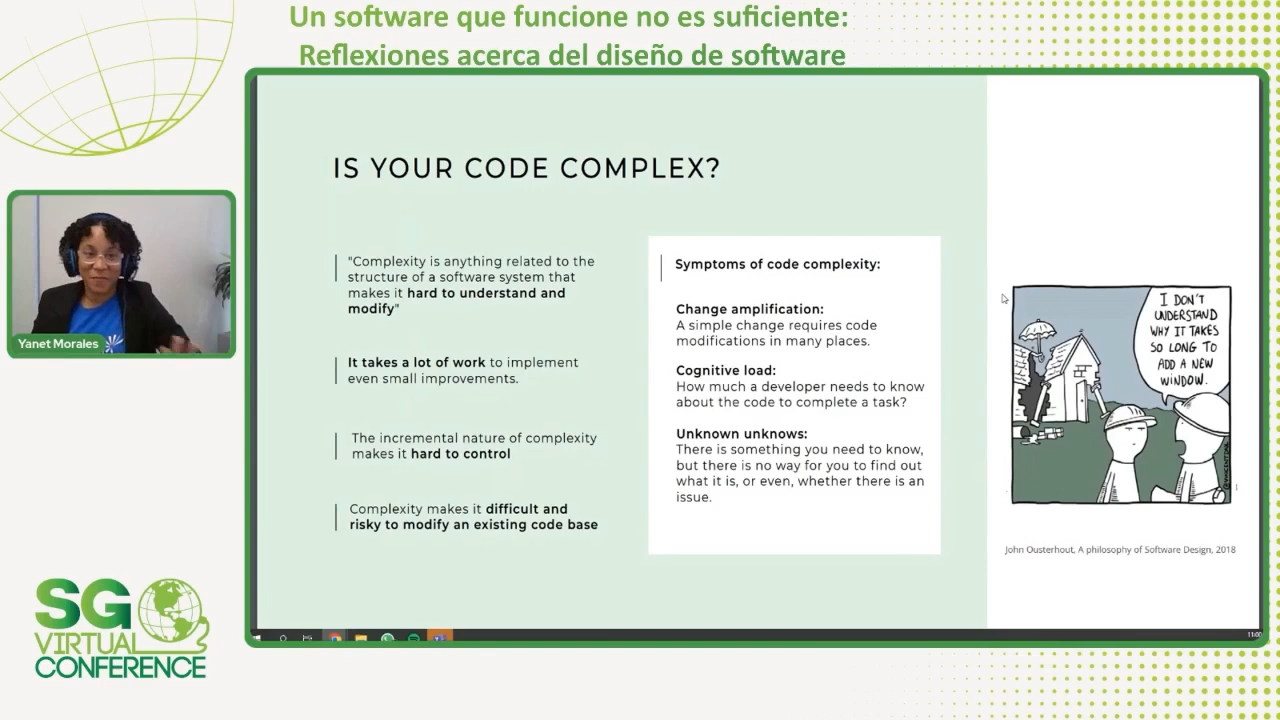 Un software que funcione no es suficiente:
Reflexiones acerca del diseño de software
Yanet Morales
SG
VIRTUAL
CONFERENCE
IS YOUR CODE COMPLEX?
"Complexity is anything related to the
structure of a software system that
makes it hard to understand and
modify"
It takes a lot of work to implement
even small improvements.
The incremental nature of complexity
makes it hard to control
Complexity makes it difficult and
risky to modify an existing code base
Symptoms of code complexity:
Change amplification:
A simple change requires code
modifications in many places.
Cognitive load:
How much a developer needs to know
about the code to complete a task?
Unknown unknows:
There is something you need to know,
but there is no way for you to find out
what it is, or even, whether there is an
issue.
I DON'T
UNDERSTAND
WHY IT TAKES
SO LONG TO
ADD A NEW
WINDOW.
John Ousterhout, A philosophy of Software Design, 2018